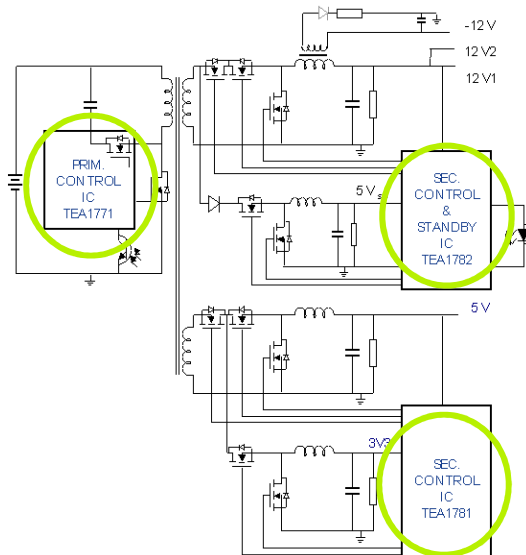 -12 V
12 V2
12 V1
PRIM.
CONTROL
IC
TEA1771
5 Vs
SEC.
CONTROL
&
STANDBY
IC
TEA1782
5 V
3V3
SEC.
CONTROL
IC
TEA1781